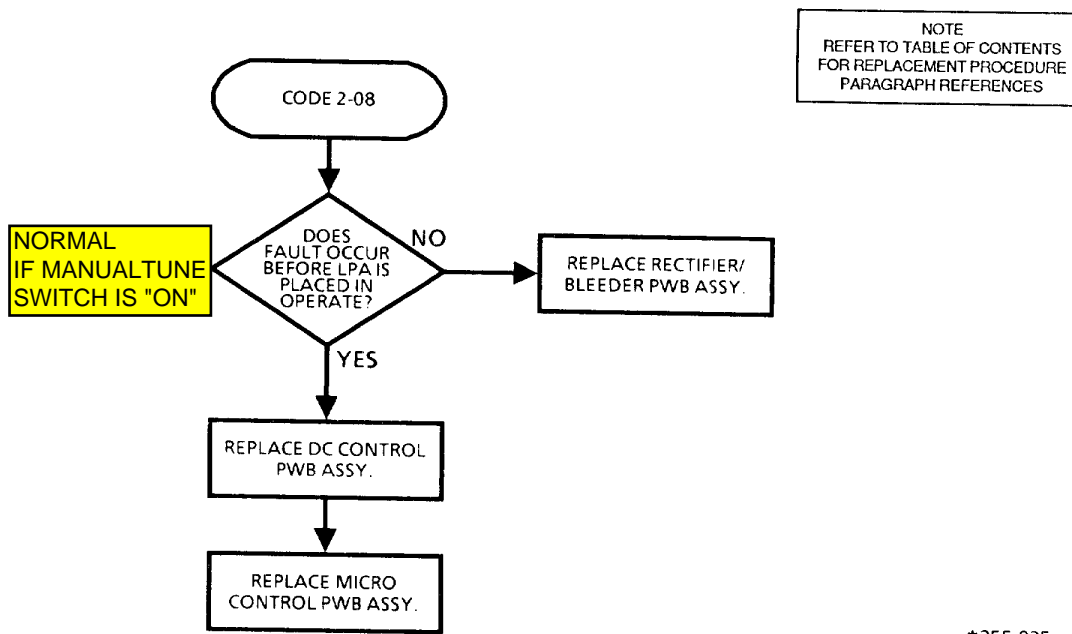 NOTE
REFER TO TABLE OF CONTENTS
FOR REPLACEMENT PROCEDURE
PARAGRAPH REFERENCES
CODE 2-08
DOES
FAULT OCCUR
BEFORE LPA IS
PLACED IN
OPERATE?
NO
NORMAL
IF MANUALTUNE
SWITCH IS "ON"
REPLACE RECTIFIER/
BLEEDER PWB ASSY.
YES
REPLACE DC CONTROL
PWB ASSY.
REPLACE MICRO
CONTROL PWB ASSY.